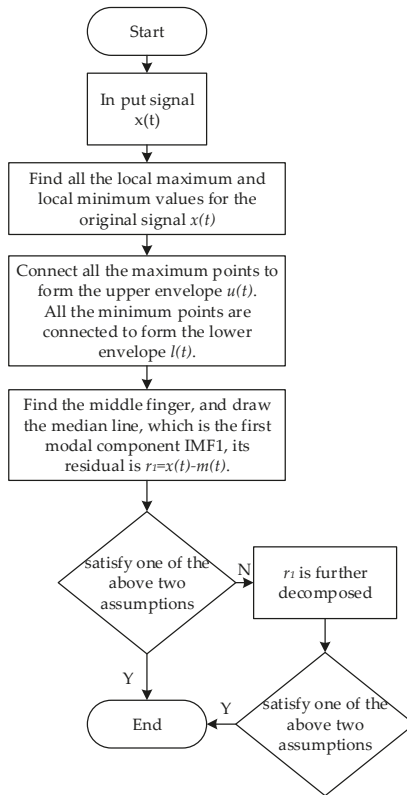 Start
In put signal
x(t)
Find all the local maximum and
local minimum values for the
original signal x(t)
Connect all the maximum points to
form the upper envelope u(t).
All the minimum points are
connected to form the lower
envelope l(t).
Find the middle finger, and draw
the median line, which is the first
modal component IMF1, its
residual is r₁=x(t)-m(t).
satisfy one of the
above two
assumptions
N
r₁ is further
decomposed
Y
End
Y
satisfy one of the
above two
assumptions